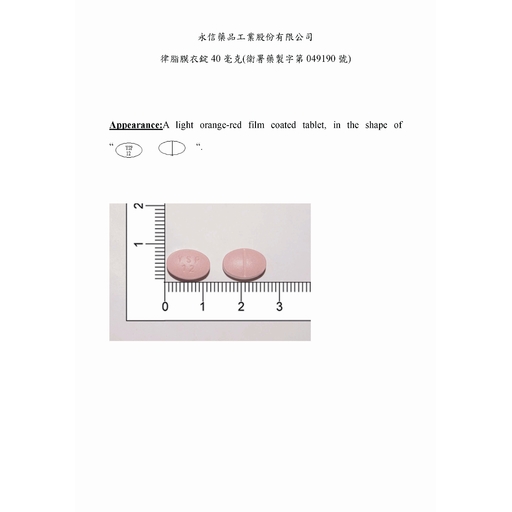 永信藥品工業股份有限公司
律脂膜衣錠 40 毫克(衛署藥製字第 049190 號)
Appearance:A light orange-red film coated tablet, in the shape of
“ YSP 12 ”.
2
1
0 1 2 3